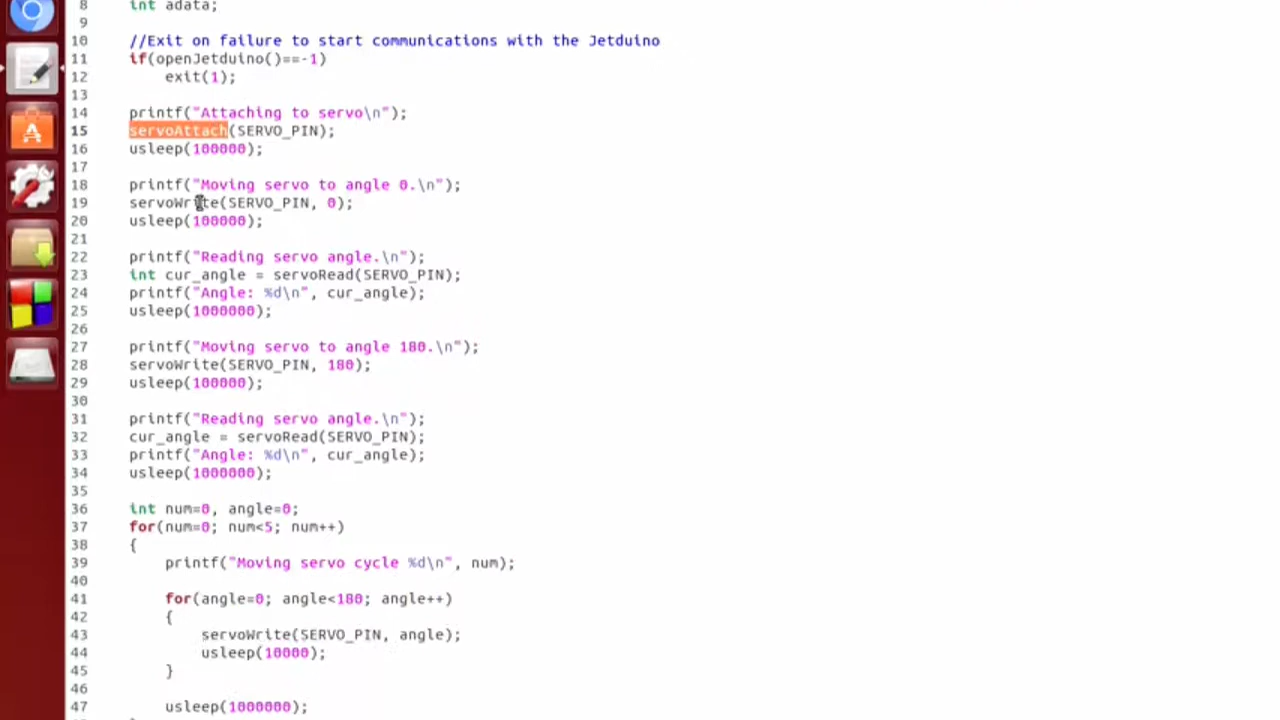 8 int adata;
9
10 //Exit on failure to start communications with the Jetduino
11 if(openJetduino()==-1)
12 exit(1);
13
14 printf("Attaching to servo\n");
15 servoAttach(SERVO_PIN);
16 usleep(100000);
17
18 printf("Moving servo to angle 0.\n");
19 servoWrite(SERVO_PIN, 0);
20 usleep(100000);
21
22 printf("Reading servo angle.\n");
23 int cur_angle = servoRead(SERVO_PIN);
24 printf("Angle: %d\n", cur_angle);
25 usleep(1000000);
26
27 printf("Moving servo to angle 180.\n");
28 servoWrite(SERVO_PIN, 180);
29 usleep(100000);
30
31 printf("Reading servo angle.\n");
32 cur_angle = servoRead(SERVO_PIN);
33 printf("Angle: %d\n", cur_angle);
34 usleep(1000000);
35
36 int num=0, angle=0;
37 for(num=0; num<5; num++)
38 {
39 printf("Moving servo cycle %d\n", num);
40
41 for(angle=0; angle<180; angle++)
42 {
43 servoWrite(SERVO_PIN, angle);
44 usleep(10000);
45 }
46
47 usleep(1000000);